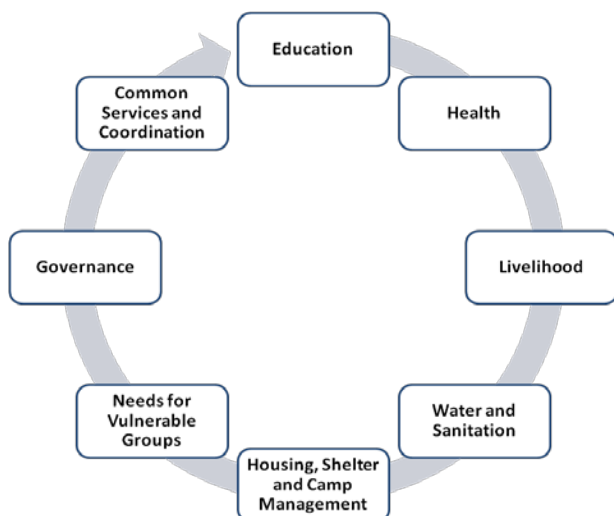 Education
Health
Livelihood
Water and
Sanitation
Housing, Shelter
and Camp
Management
Needs for
Vulnerable
Groups
Governance
Common
Services and
Coordination